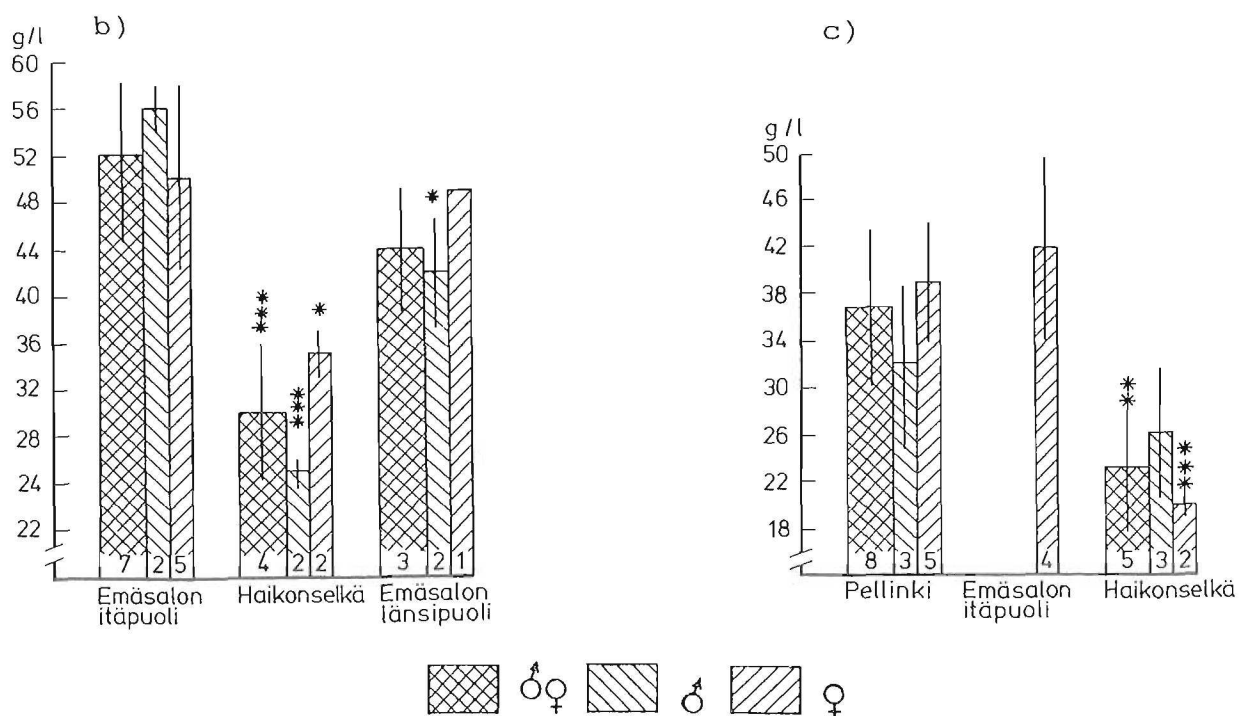 b)
g/l
60
56
52
48
44
40
36
32
28
24
22
*
***
***
*
7 2 5
4 2 2
3 2 1
Emäsalon
itäpuoli
Haikonselkä
Emäsalon
länsipuoli
c)
g/l
50
46
42
38
34
30
26
22
18
**
***
8 3 5
4
5 3 2
Pellinki
Emäsalon
itäpuoli
Haikonselkä
♂♀ ♂ ♀